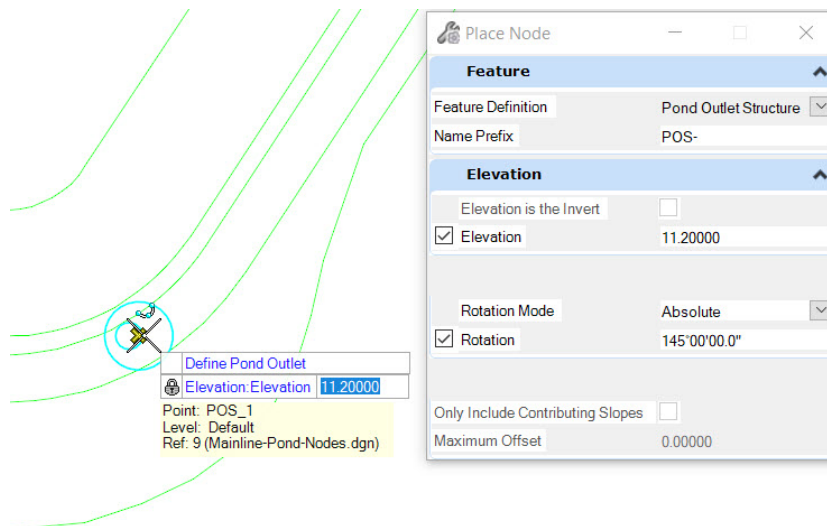 Place Node
Feature
Feature Definition Pond Outlet Structure
Name Prefix POS-
Elevation
Elevation is the Invert
Elevation 11.20000
Rotation Mode Absolute
Rotation 145°00'00.0"
Only Include Contributing Slopes
Maximum Offset 0.00000
Define Pond Outlet
Elevation:Elevation 11.20000
Point: POS_1
Level: Default
Ref: 9 (Mainline-Pond-Nodes.dgn)